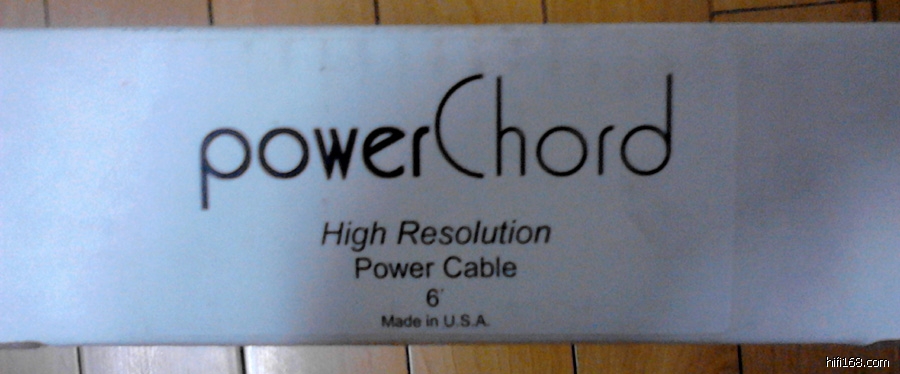 powerChord
High Resolution
Power Cable
6'
Made in U.S.A.
hifi168.com